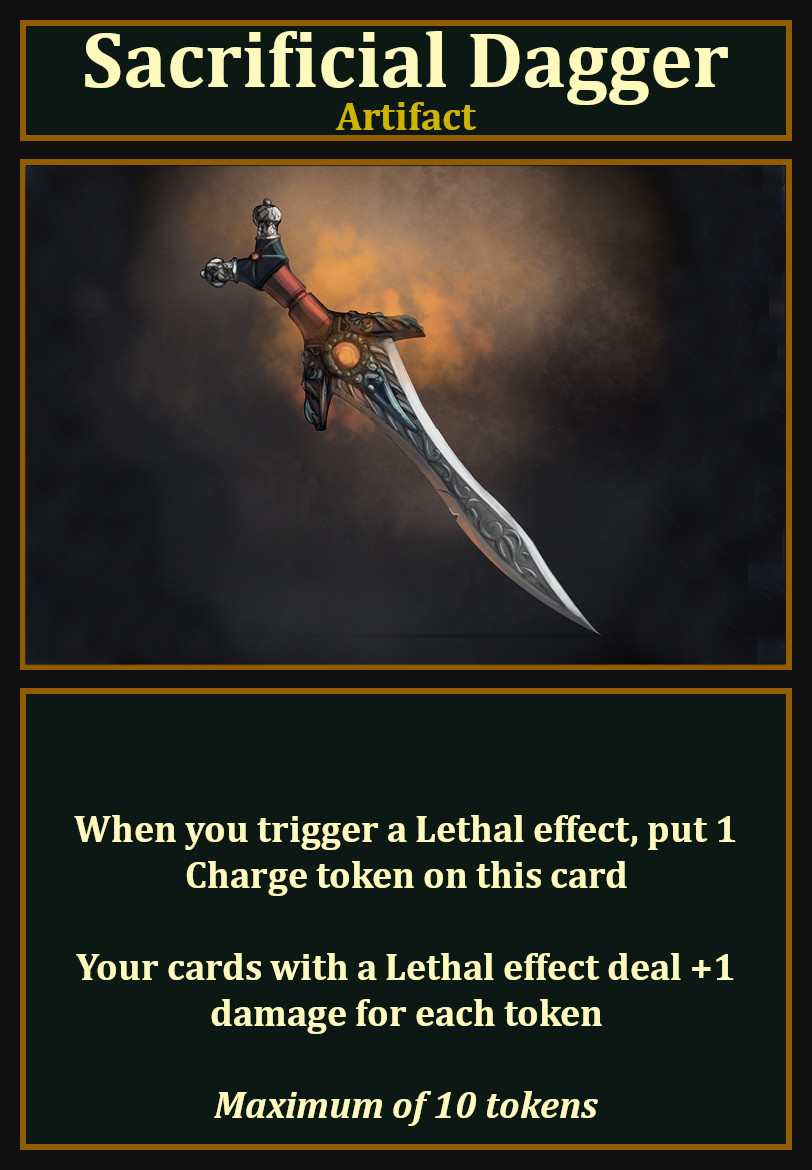 Sacrificial Dagger
Artifact
When you trigger a Lethal effect, put 1
Charge token on this card
Your cards with a Lethal effect deal +1
damage for each token
Maximum of 10 tokens